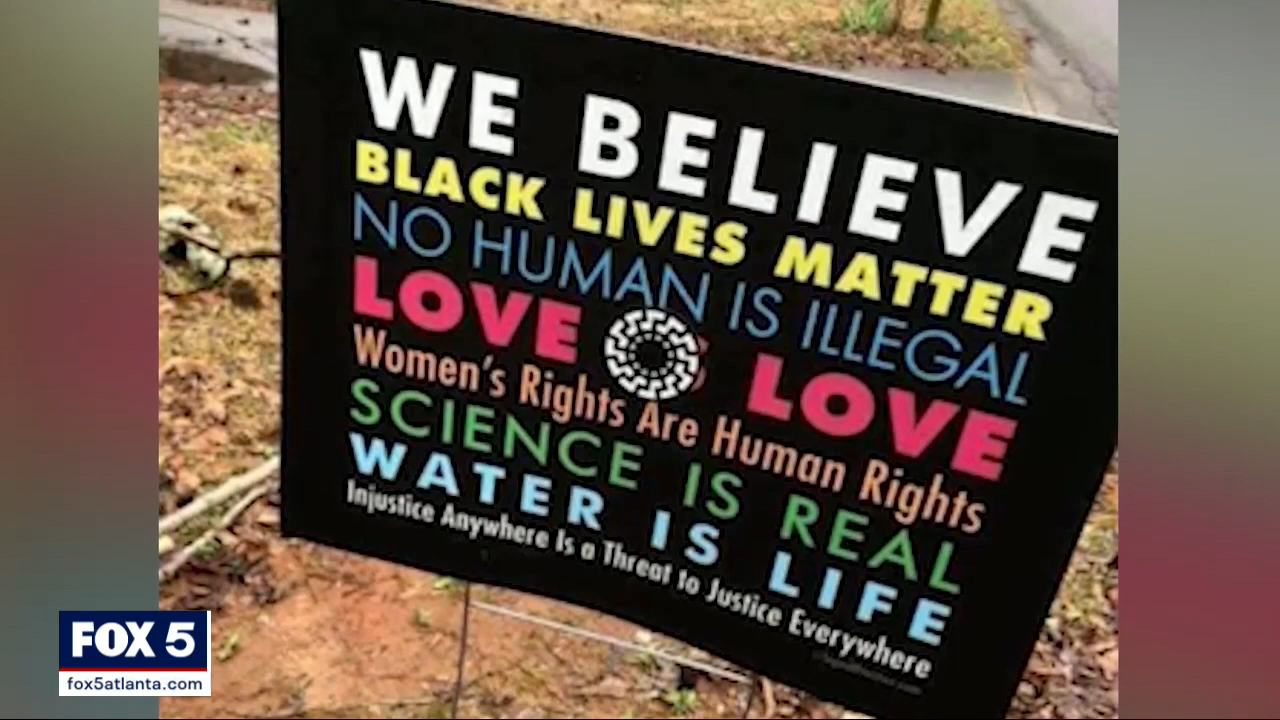 WE BELIEVE
BLACK LIVES MATTER
NO HUMAN IS ILLEGAL
LOVE LOVE
Women's Rights Are Human Rights
SCIENCE IS REAL
WATER IS LIFE
Injustice Anywhere Is a Threat to Justice Everywhere
FOX 5
fox5atlanta.com